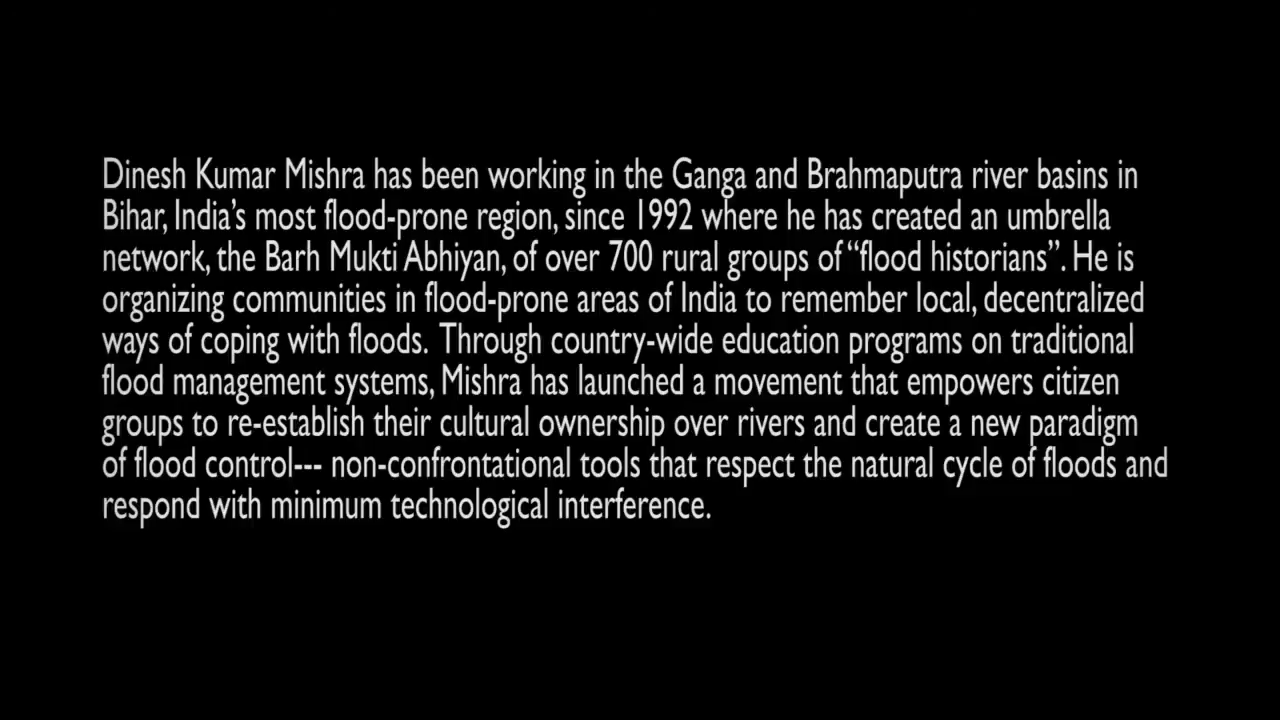 Dinesh Kumar Mishra has been working in the Ganga and Brahmaputra river basins in
Bihar, India's most flood-prone region, since 1992 where he has created an umbrella
network, the Barh Mukti Abhiyan, of over 700 rural groups of “flood historians”. He is
organizing communities in flood-prone areas of India to remember local, decentralized
ways of coping with floods.  Through country-wide education programs on traditional
flood management systems, Mishra has launched a movement that empowers citizen
groups to re-establish their cultural ownership over rivers and create a new paradigm
of flood control--- non-confrontational tools that respect the natural cycle of floods and
respond with minimum technological interference.